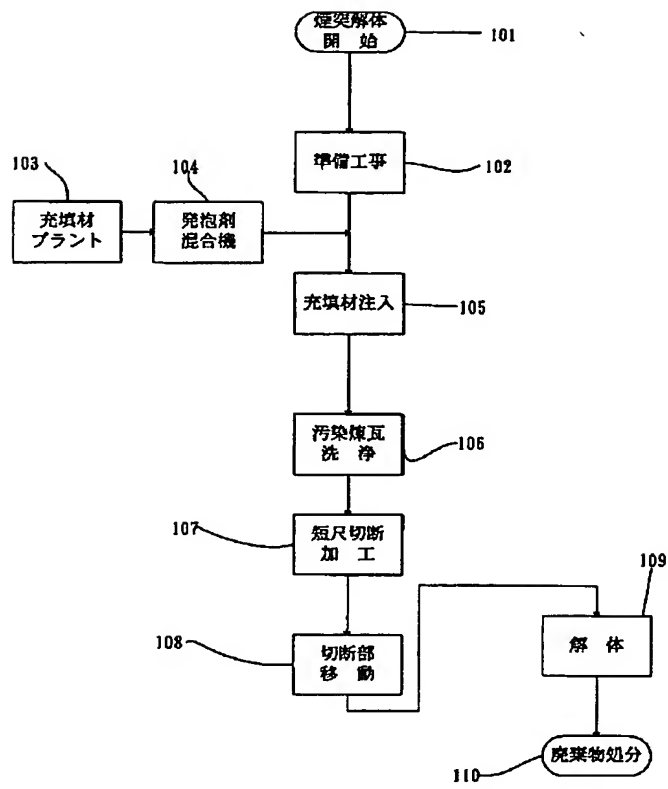 煙突解体
開　始
101
準備工事
102
103
充填材
プラント
104
発泡剤
混合機
充填材注入
105
汚染煉瓦
洗　浄
106
107
短尺切断
加　工
108
切断部
移　動
109
解　体
廃棄物処分
110